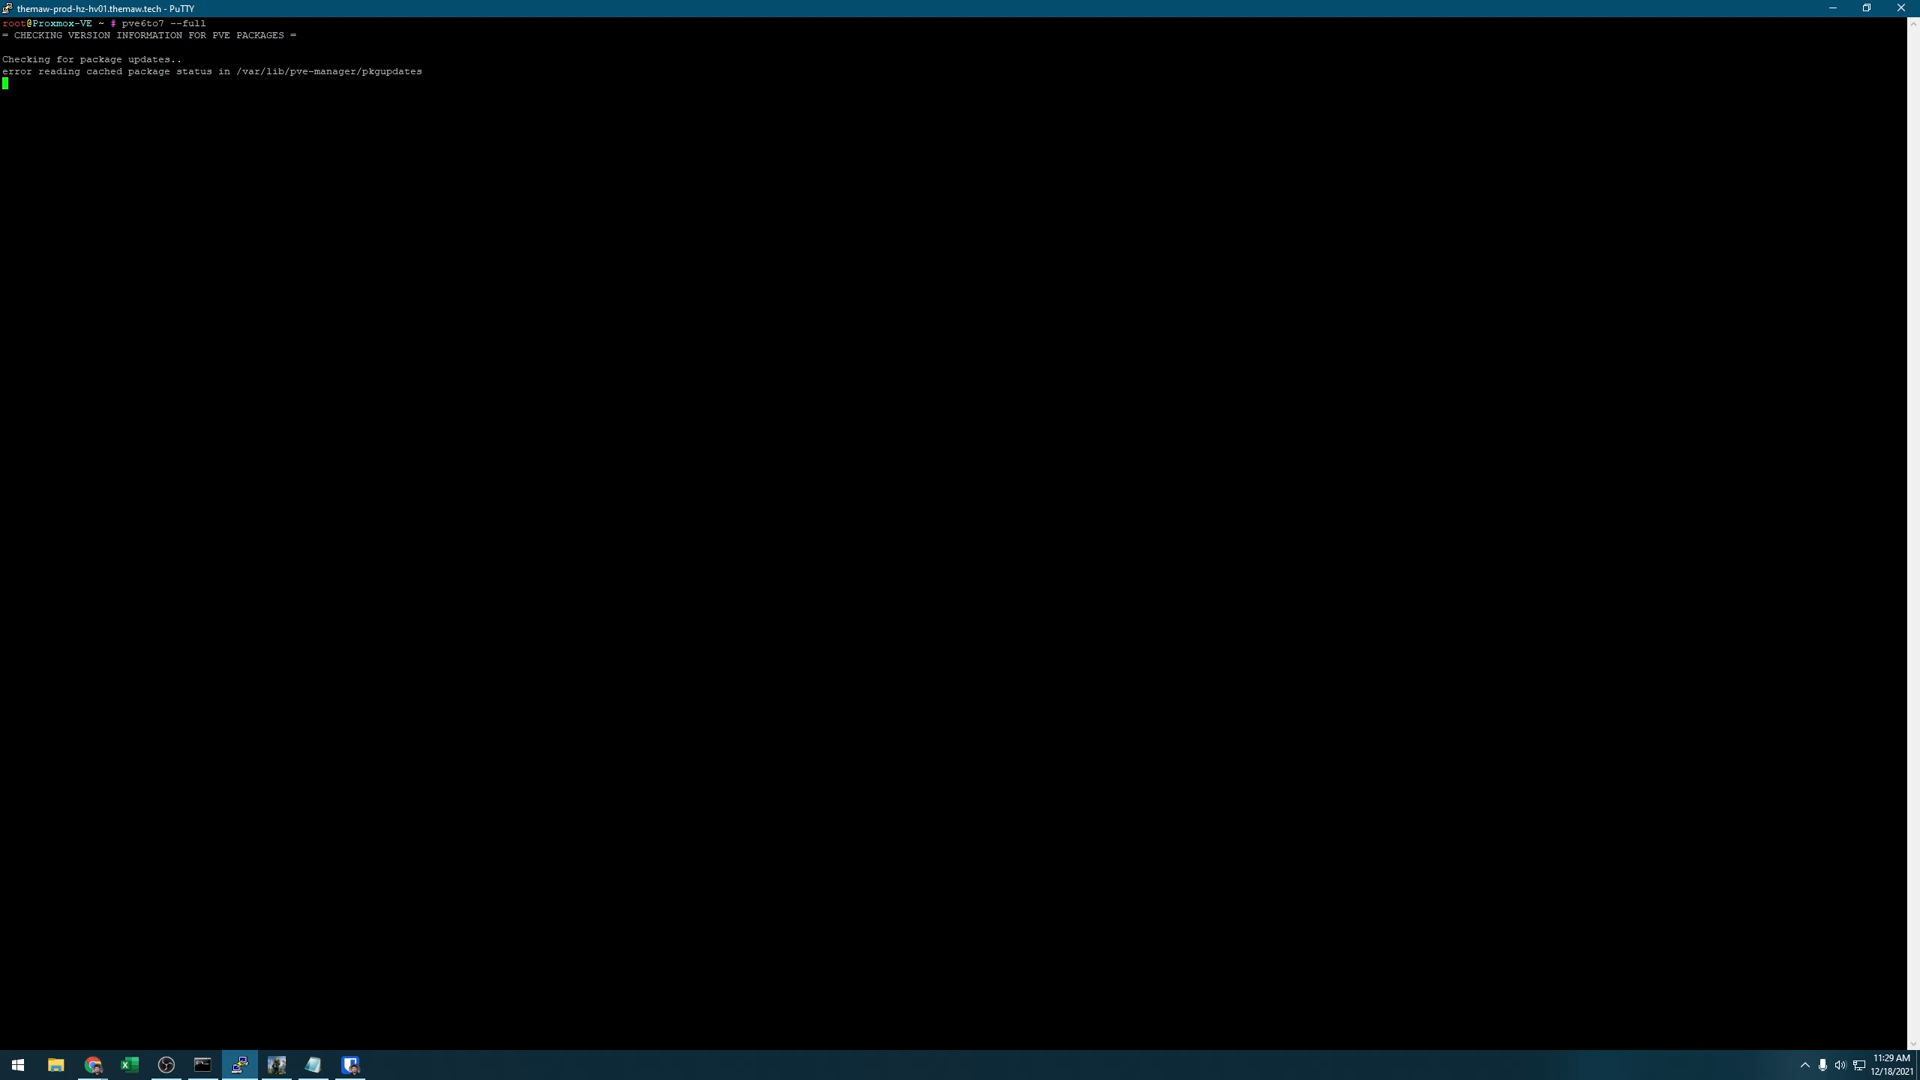 themaw-prod-hz-hv01.themaw.tech - PuTTY
root@Proxmox-VE ~ # pve6to7 --full
= CHECKING VERSION INFORMATION FOR PVE PACKAGES =
Checking for package updates..
error reading cached package status in /var/lib/pve-manager/pkgupdates
11:29 AM
12/18/2021